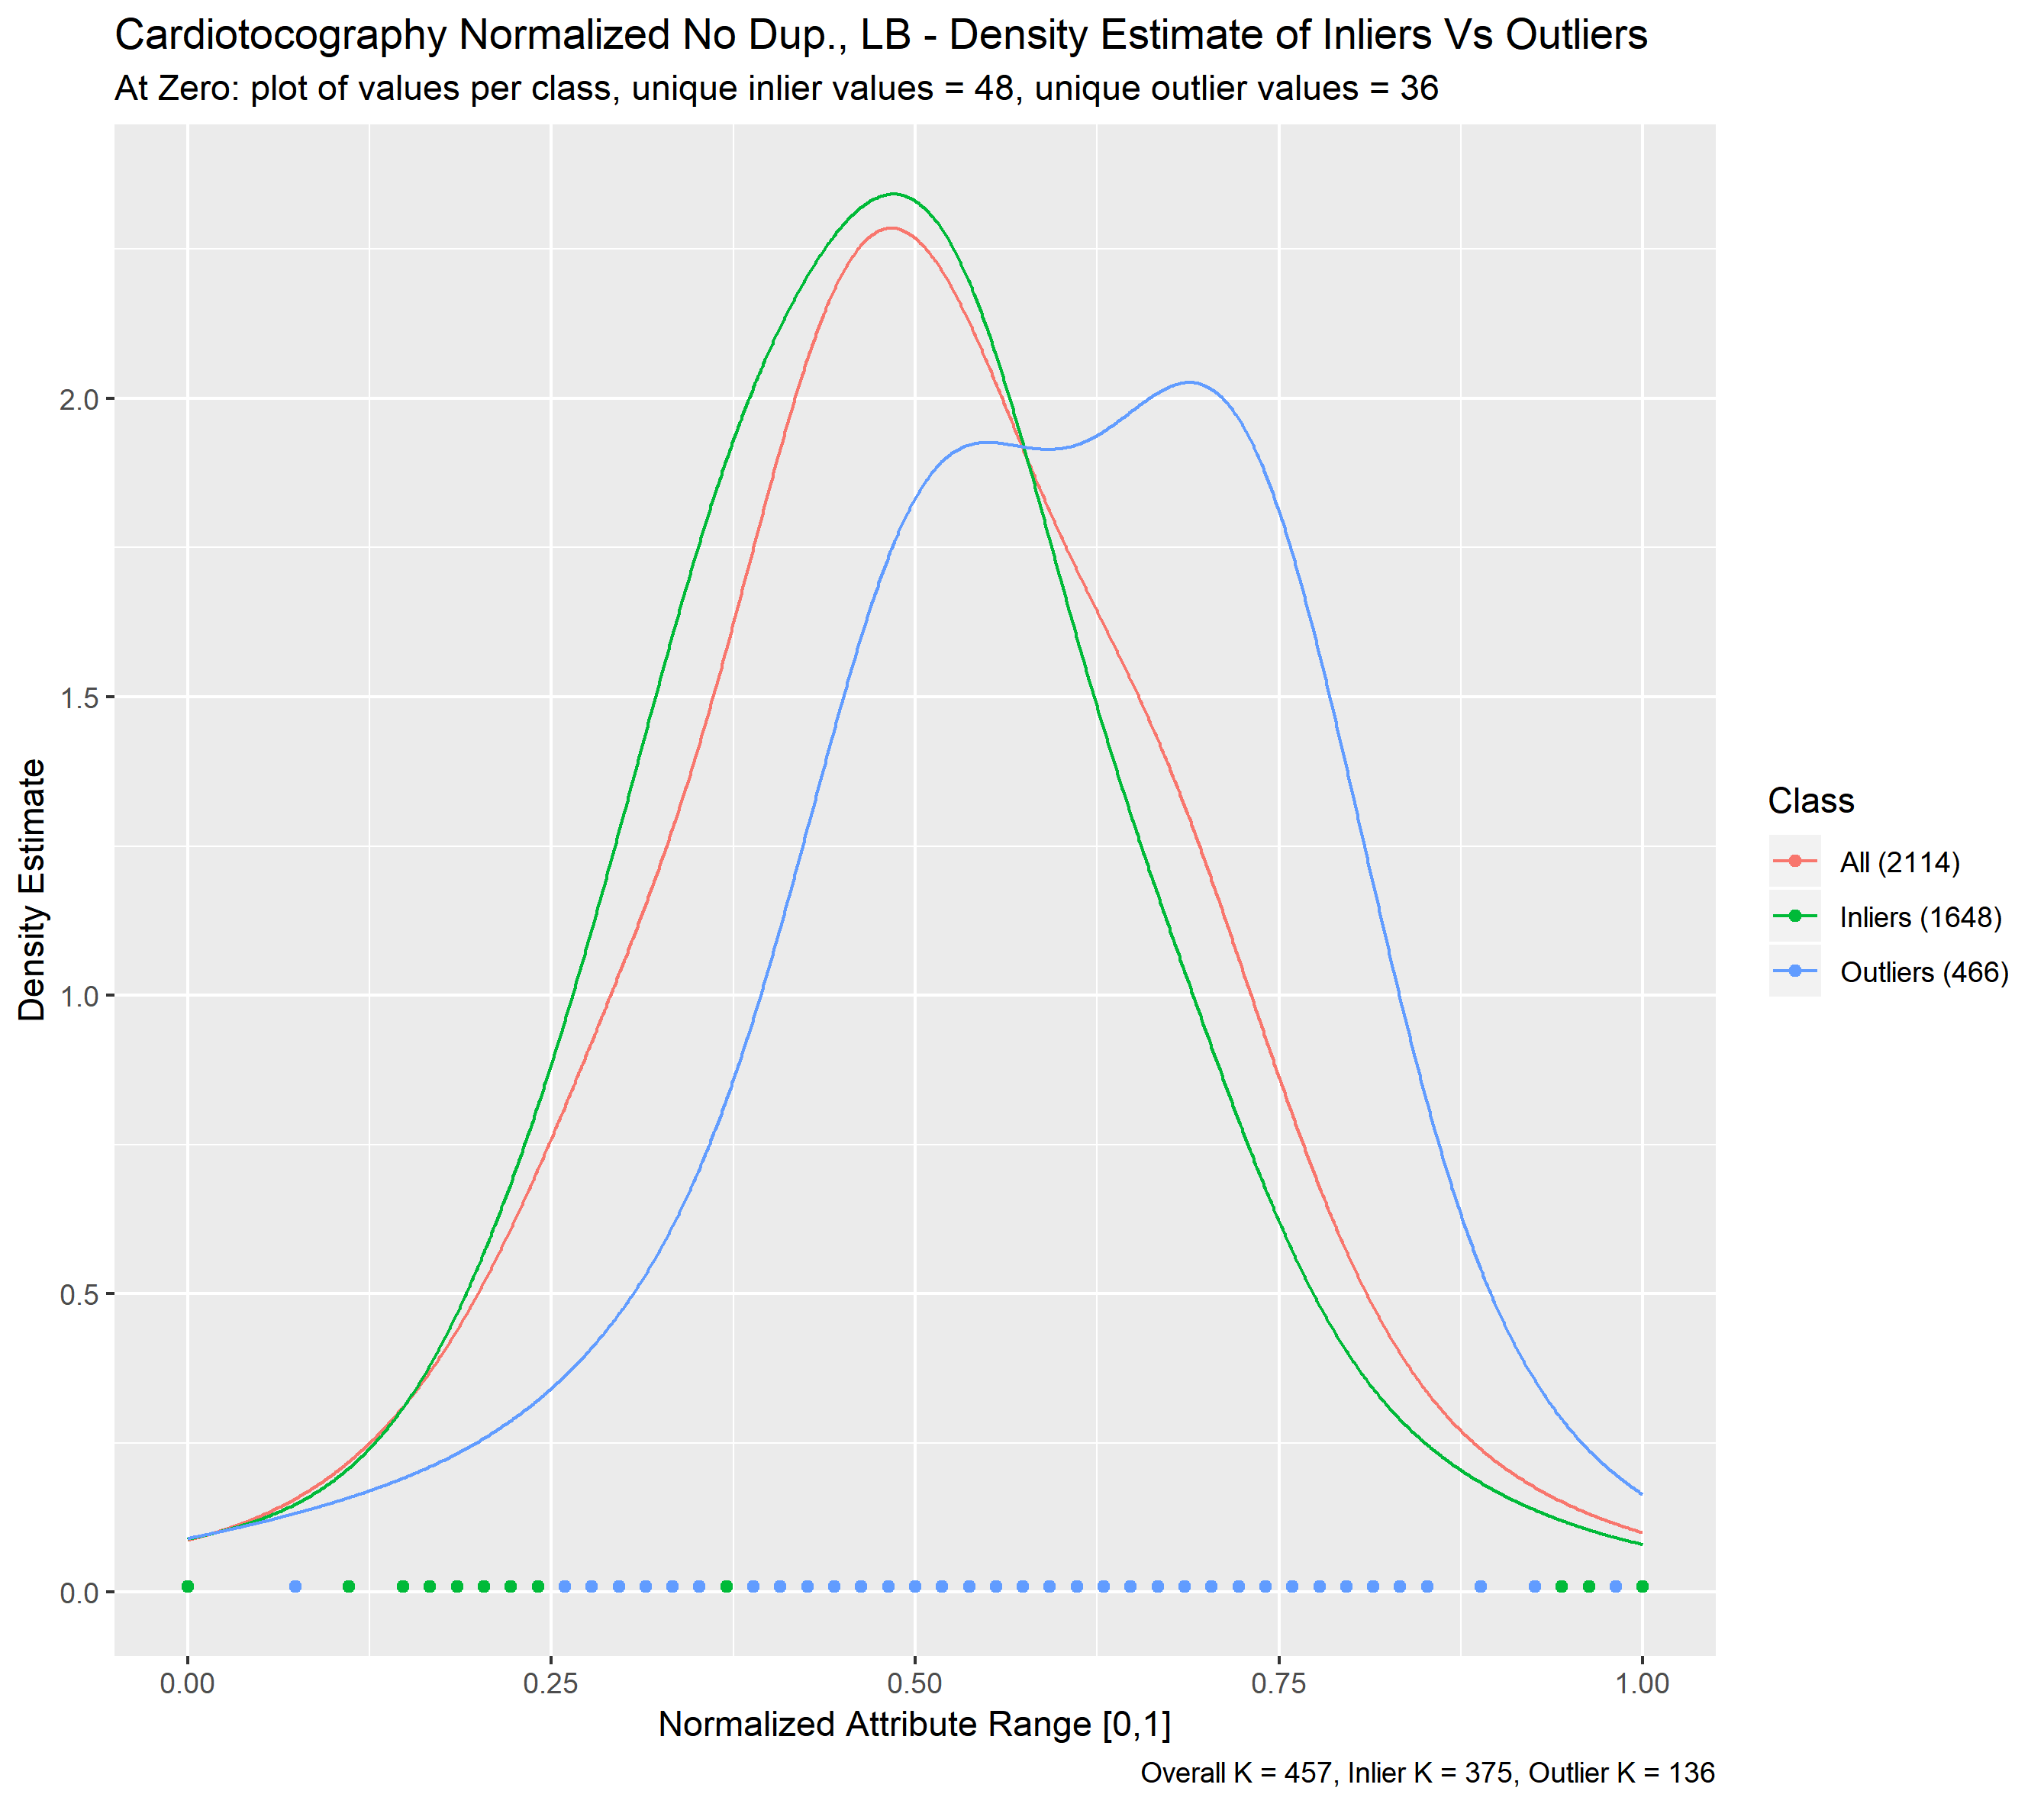 Cardiotocography Normalized No Dup., LB - Density Estimate of Inliers Vs Outliers
At Zero: plot of values per class, unique inlier values = 48, unique outlier values = 36
Density Estimate
2.0
1.5
1.0
0.5
0.0
0.00 0.25 0.50 0.75 1.00
Normalized Attribute Range [0,1]
Class
All (2114)
Inliers (1648)
Outliers (466)
Overall K = 457, Inlier K = 375, Outlier K = 136